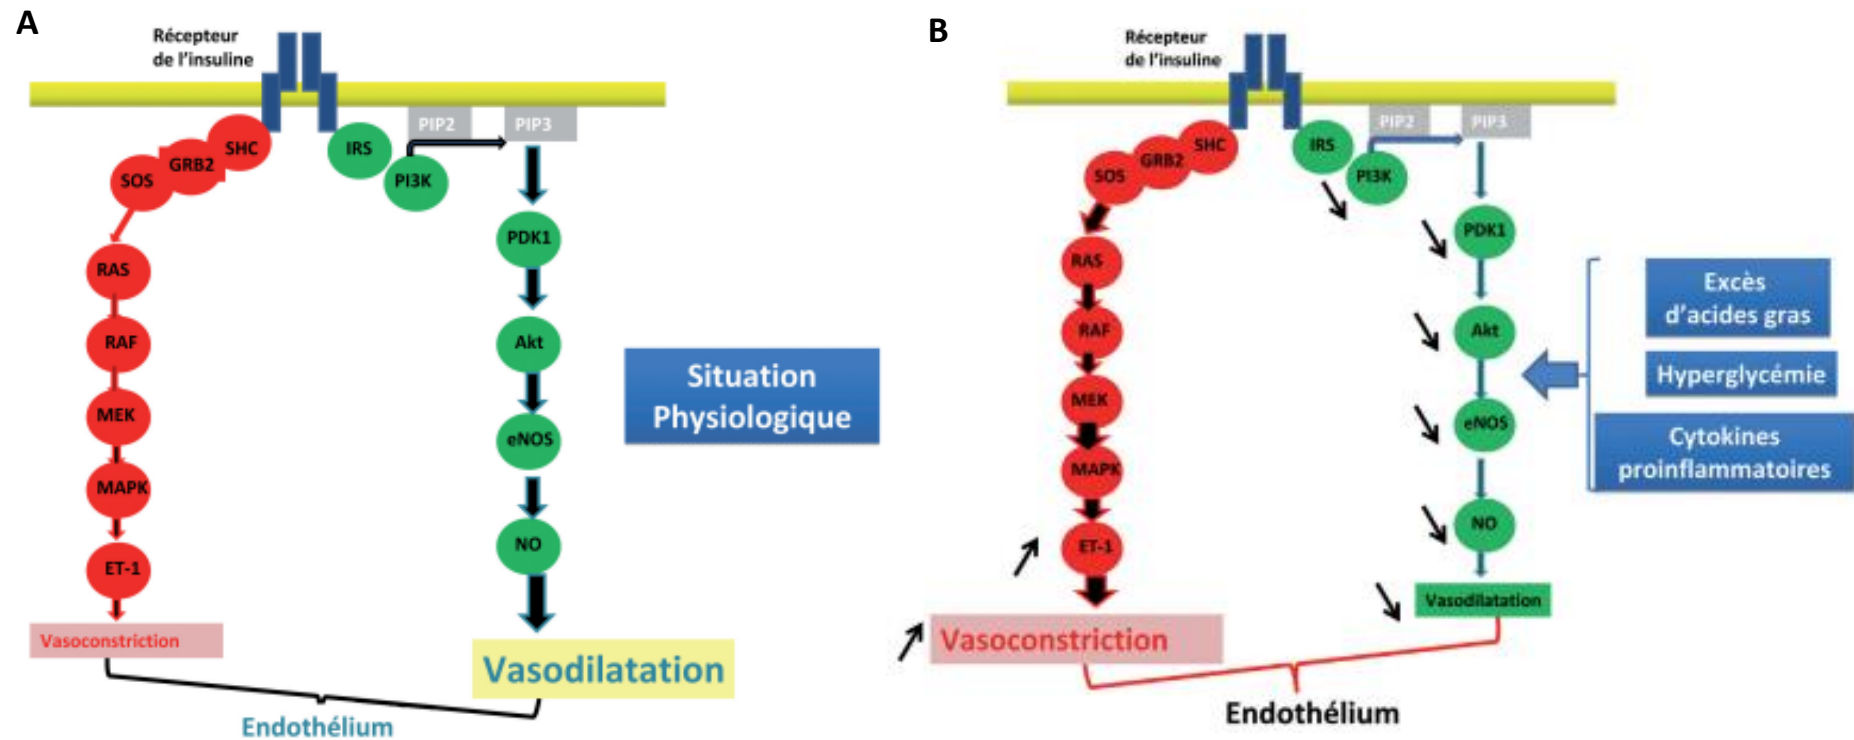 A
Récepteur
de l'insuline
PIP2
PIP3
SHC
GRB2
SOS
IRS
PI3K
RAS
RAF
MEK
MAPK
ET-1
Vasoconstriction
PDK1
Akt
eNOS
NO
Vasodilatation
Endothélium
Situation
Physiologique
B
Récepteur
de l'insuline
PIP2
PIP3
SHC
GRB2
SOS
IRS
PI3K
RAS
RAF
MEK
MAPK
ET-1
Vasoconstriction
PDK1
Akt
eNOS
NO
Vasodilatation
Endothélium
Excès
d'acides gras
Hyperglycémie
Cytokines
proinflammatoires